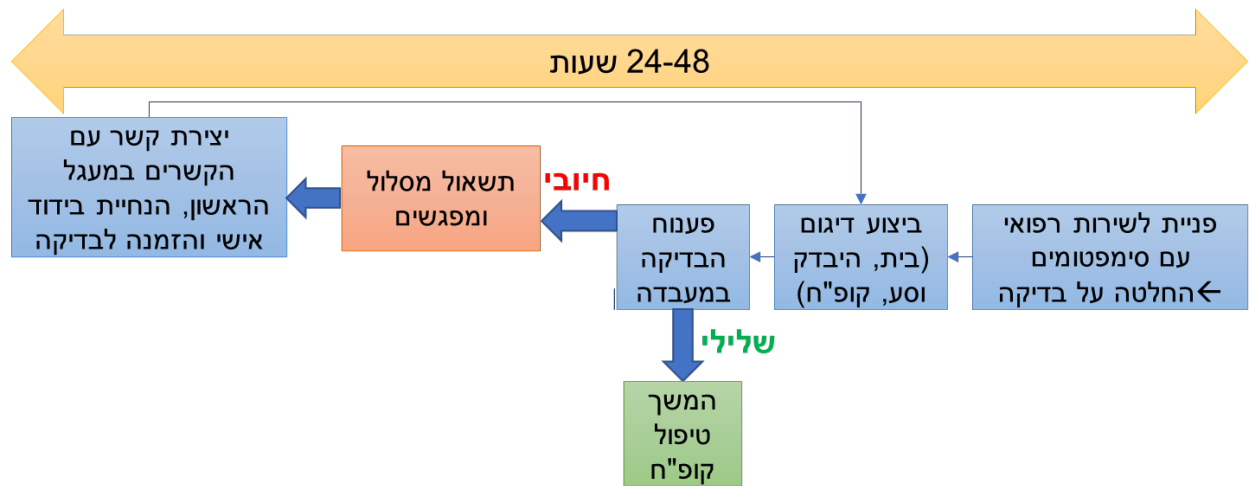 24-48 שעות
פניית לשירות רפואי
עם סימפטומים
←החלטה על בדיקה
ביצוע דיגום
(בית, היבדק
וסע, קופ"ח)
פענוח
הבדיקה
במעבדה
חיובי
תשאול מסלול
ומפגשים
יצירת קשר עם
הקשרים במעגל
הראשון, הנחיית בידוד
אישי והזמנה לבדיקה
שלילי
המשך
טיפול
קופ"ח